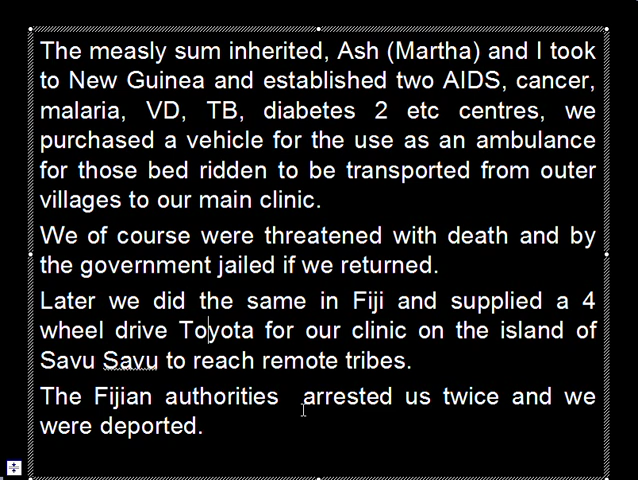 The measly sum inherited, Ash (Martha) and I took
to New Guinea and established two AIDS, cancer,
malaria, VD, TB, diabetes 2 etc centres, we
purchased a vehicle for the use as an ambulance
for those bed ridden to be transported from outer
villages to our main clinic.
We of course were threatened with death and by
the government jailed if we returned.
Later we did the same in Fiji and supplied a 4
wheel drive Toyota for our clinic on the island of
Savu Savu to reach remote tribes.
The Fijian authorities arrested us twice and we
were deported.